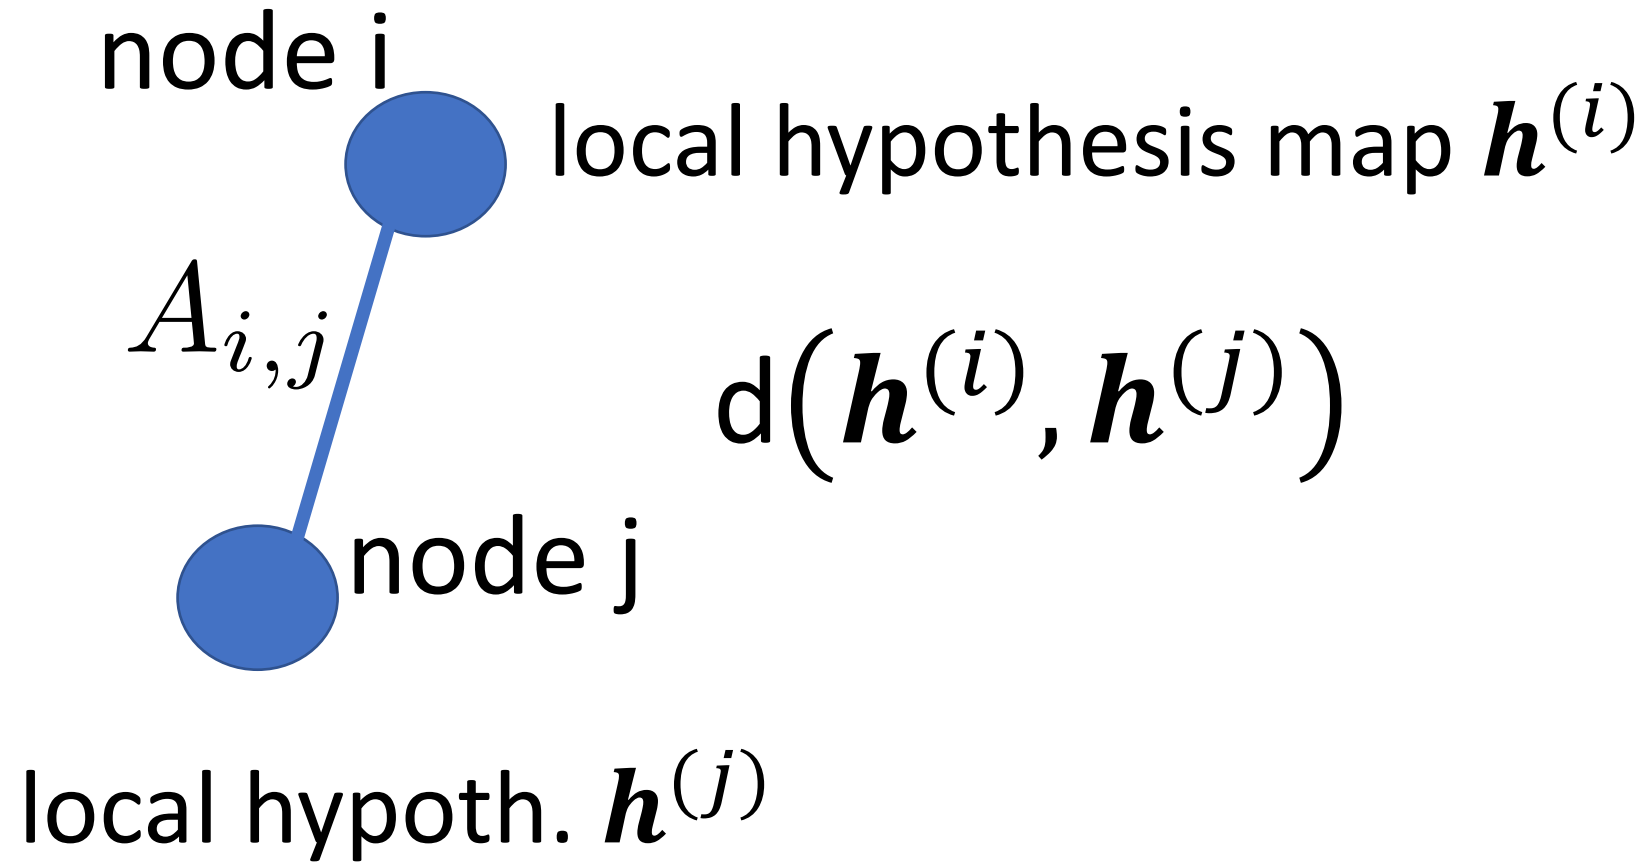 node i
local hypothesis map 𝒉⁽ⁱ⁾
A_{i,j}
d(𝒉⁽ⁱ⁾, 𝒉⁽ʲ⁾)
node j
local hypoth. 𝒉⁽ʲ⁾